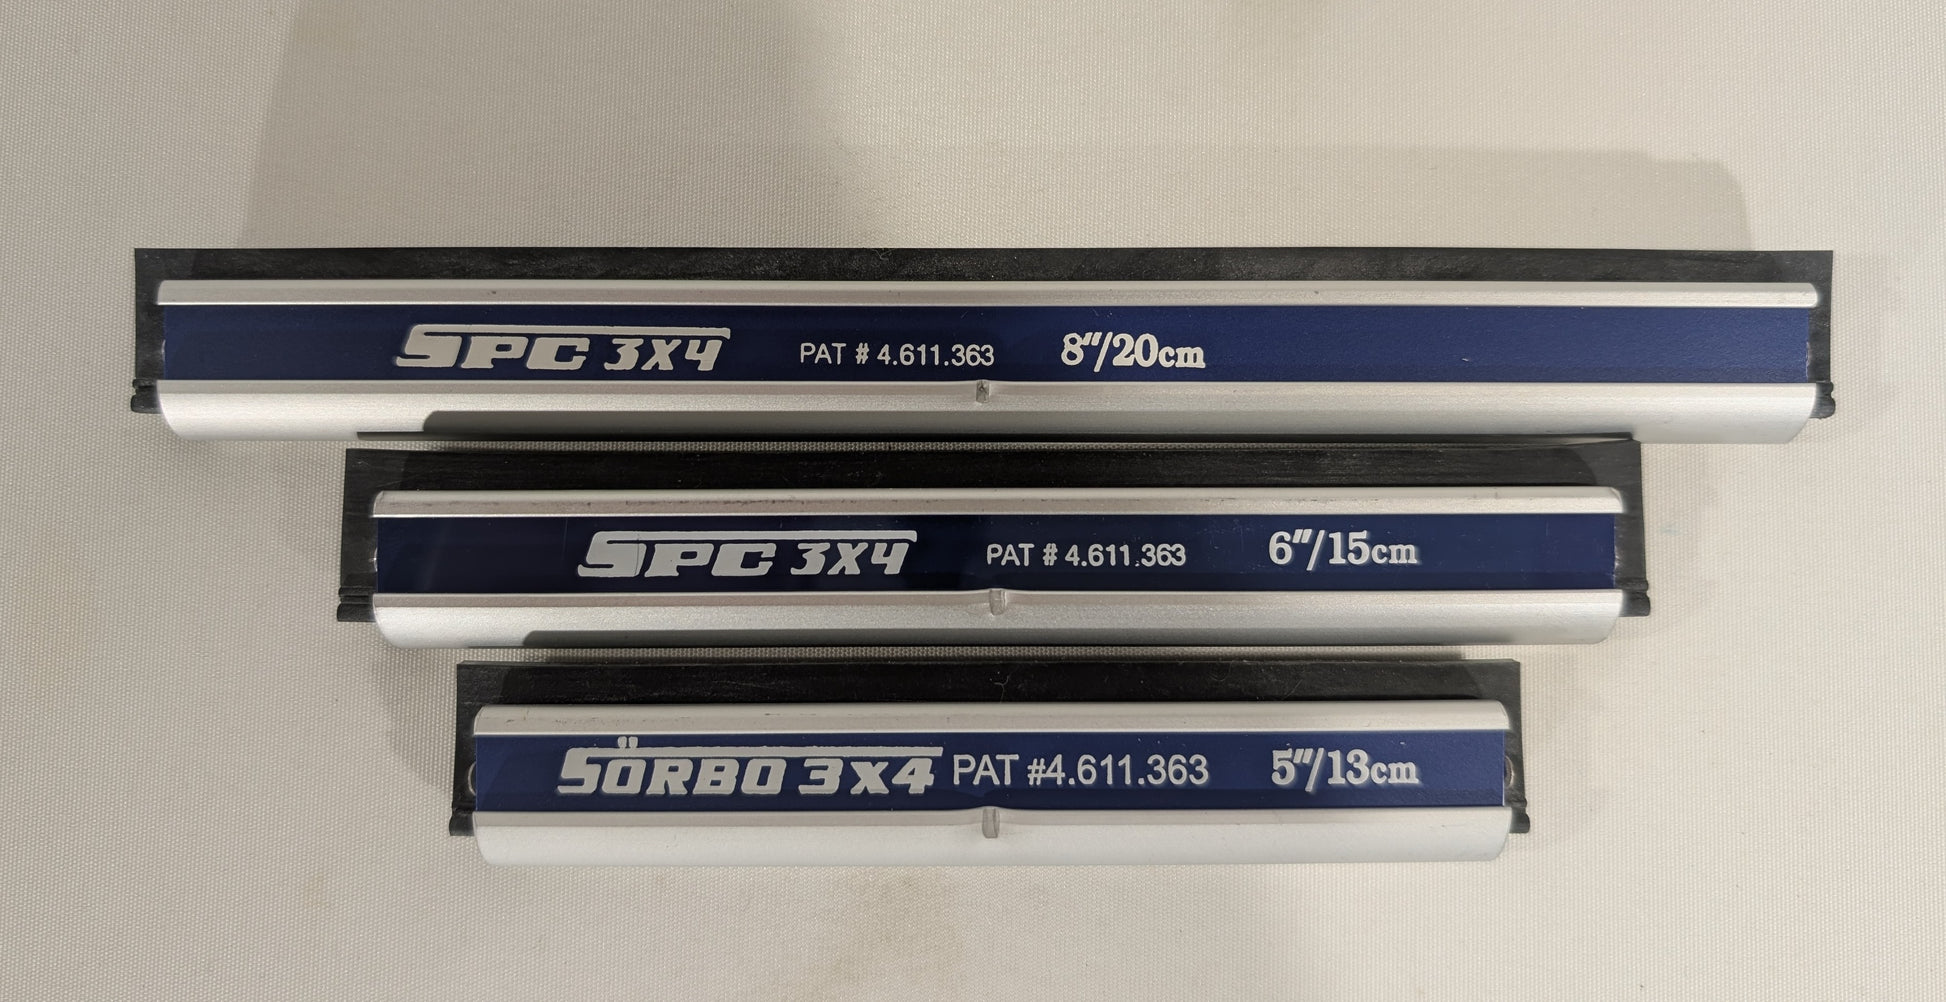 SPC 3X4 PAT # 4.611.363 8"/20cm
SPC 3X4 PAT # 4.611.363 6"/15cm
SÖRBO 3X4 PAT #4.611.363 5"/13cm